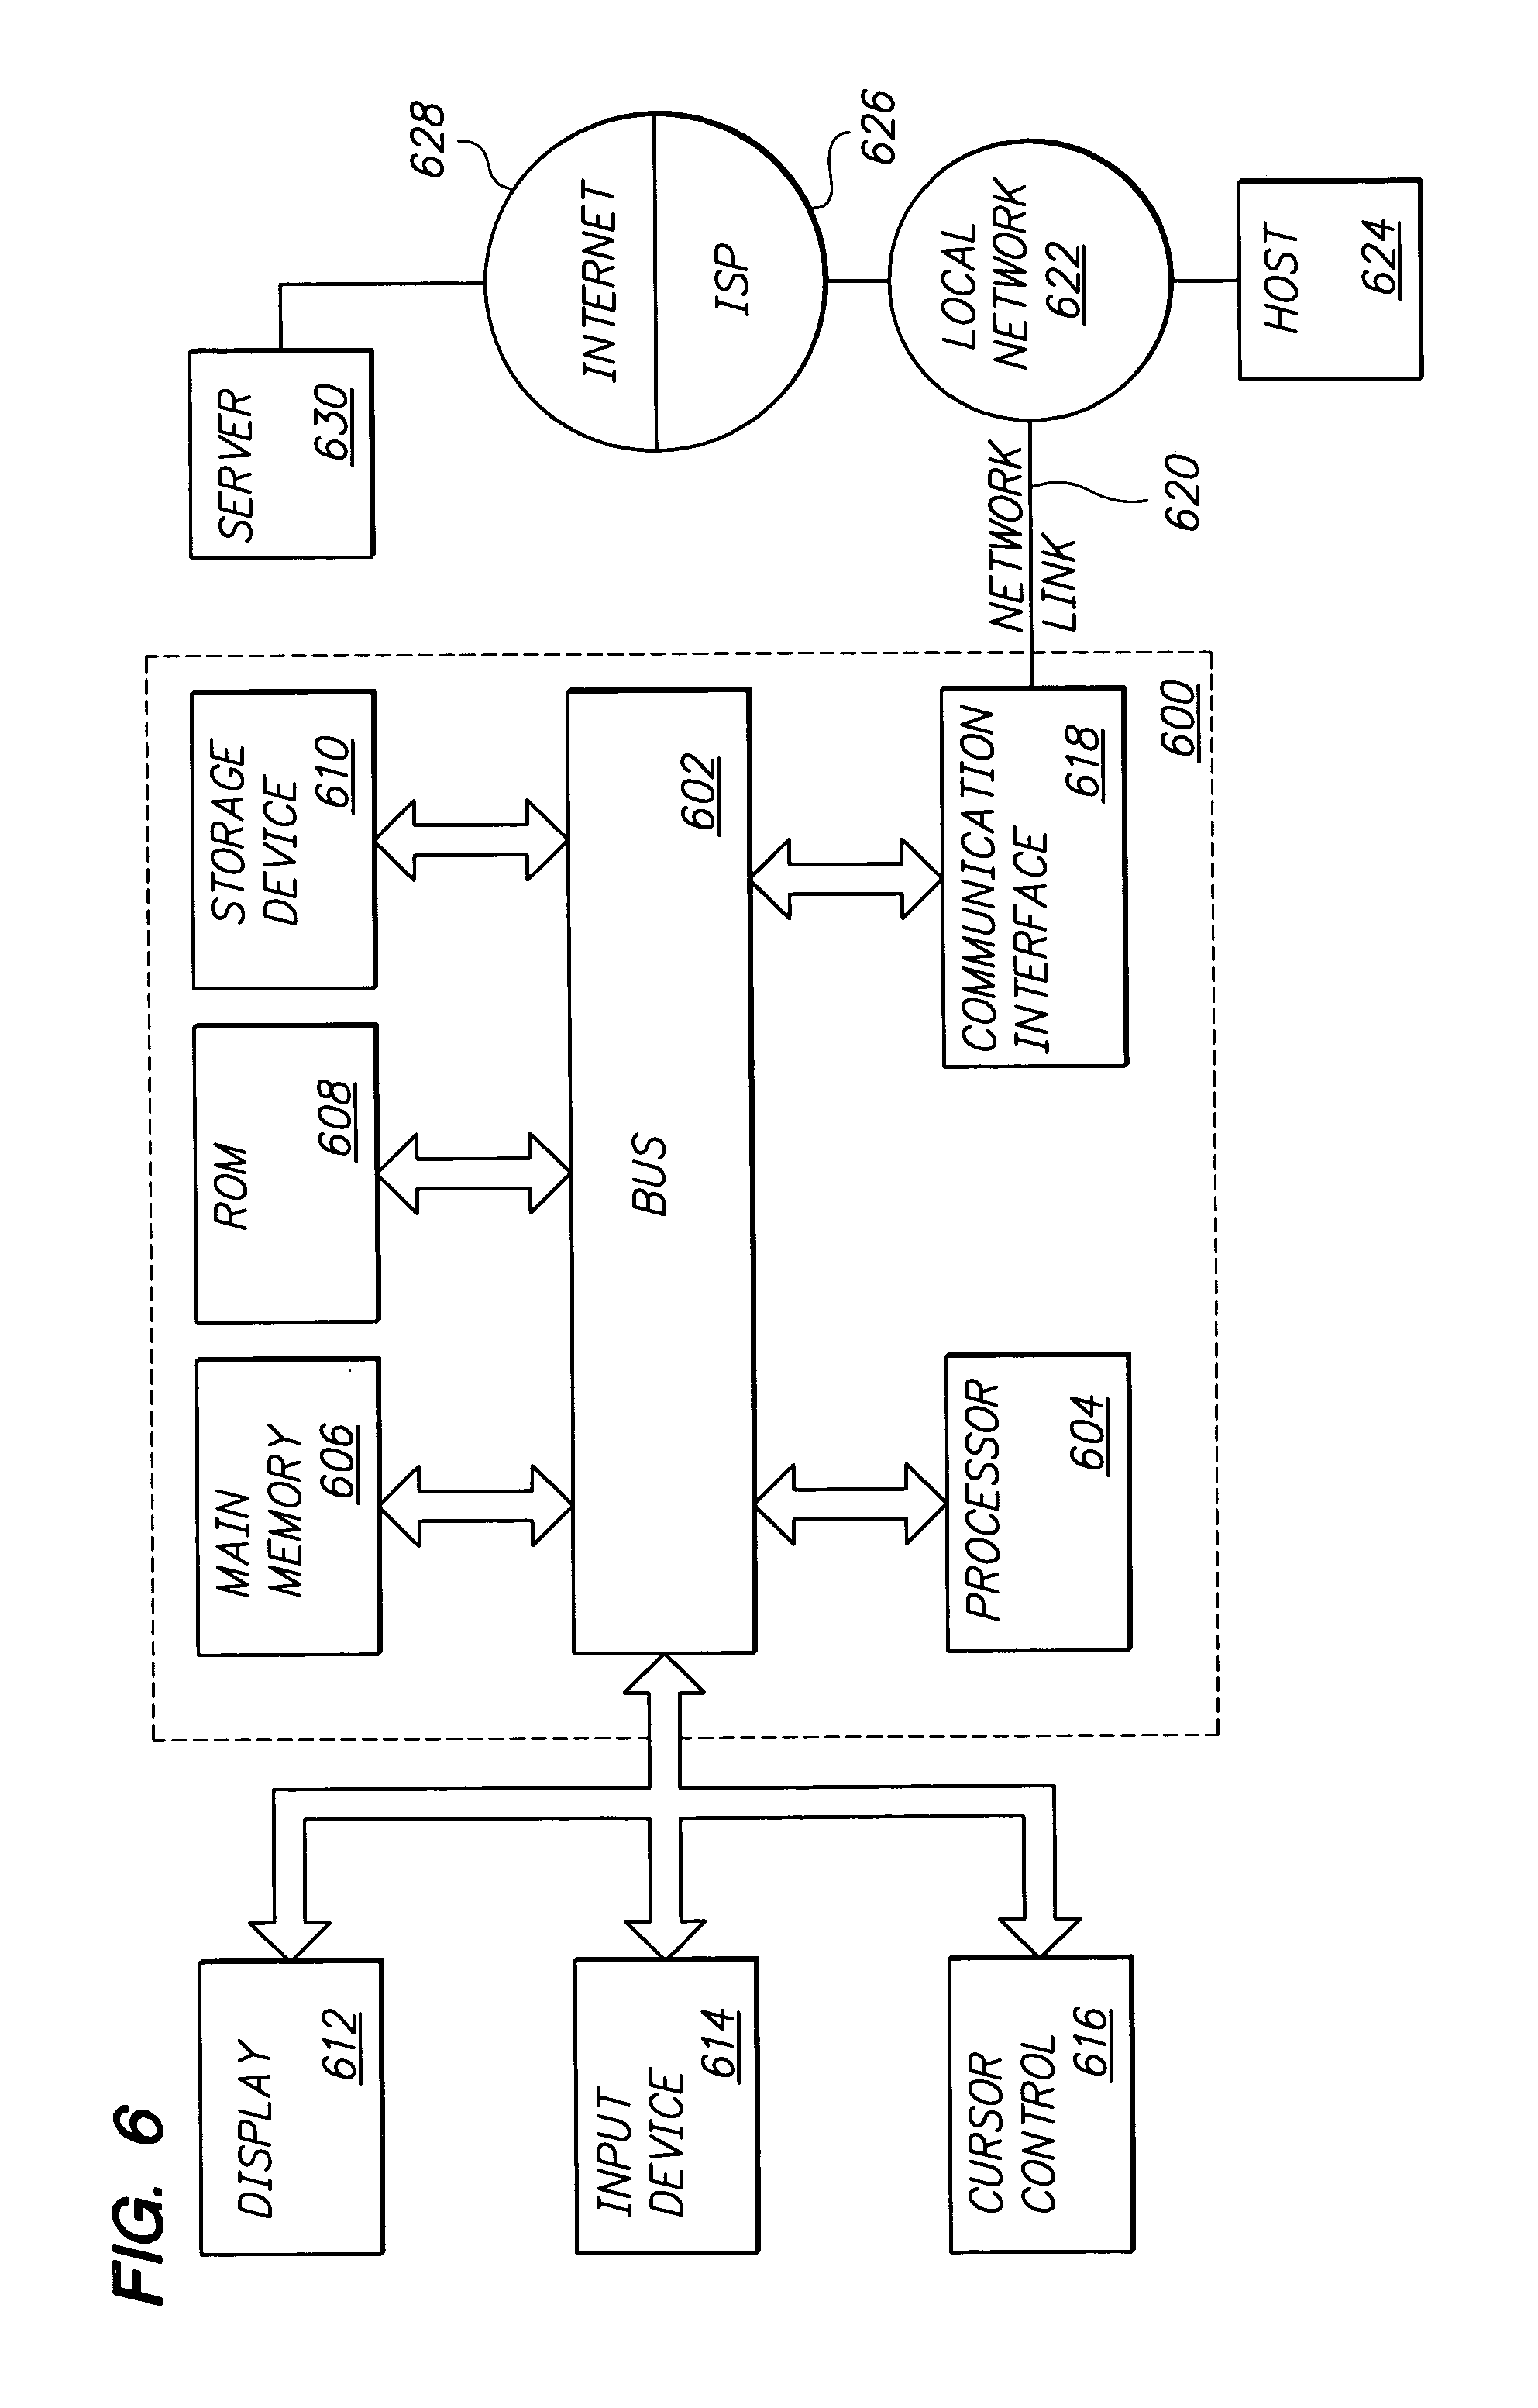 FIG. 6
DISPLAY
612
INPUT
DEVICE
614
CURSOR
CONTROL
616
MAIN
MEMORY
606
ROM
608
STORAGE
DEVICE
610
BUS
602
PROCESSOR
604
COMMUNICATION
INTERFACE
618
600
SERVER
630
628
INTERNET
ISP
626
LOCAL
NETWORK
622
NETWORK
LINK
620
HOST
624